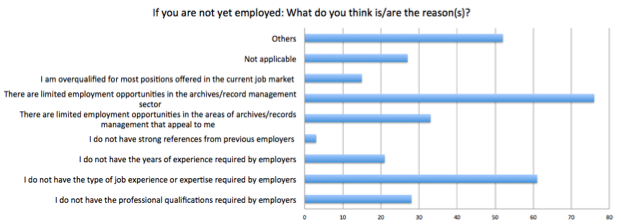 If you are not yet employed: What do you think is/are the reason(s)?
Others
Not applicable
I am overqualified for most positions offered in the current job market
There are limited employment opportunities in the archives/record management
sector
There are limited employment opportunities in the areas of archives/records
management that appeal to me
I do not have strong references from previous employers
I do not have the years of experience required by employers
I do not have the type of job experience or expertise required by employers
I do not have the professional qualifications required by employers
0 10 20 30 40 50 60 70 80